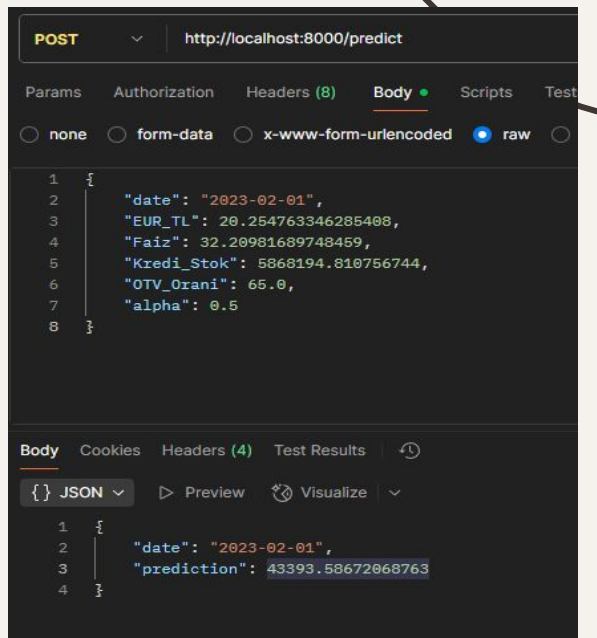 POST http://localhost:8000/predict
Params Authorization Headers (8) Body Scripts Test
none form-data x-www-form-urlencoded raw
1 {
2 "date": "2023-02-01",
3 "EUR_TL": 20.254763346285408,
4 "Faiz": 32.20981689748459,
5 "Kredi_Stok": 5868194.810756744,
6 "OTV_Orani": 65.0,
7 "alpha": 0.5
8 }
Body Cookies Headers (4) Test Results
{} JSON Preview Visualize
1 {
2 "date": "2023-02-01",
3 "prediction": 43393.58672068763
4 }